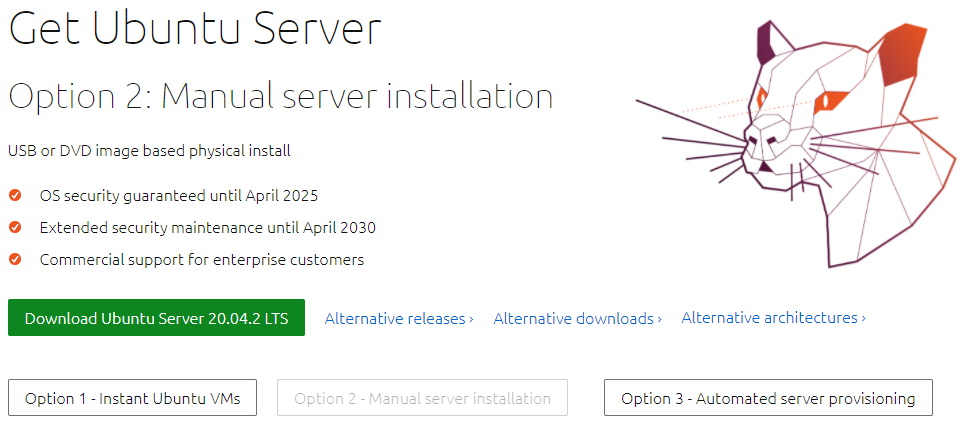 Get Ubuntu Server
Option 2: Manual server installation
USB or DVD image based physical install
OS security guaranteed until April 2025
Extended security maintenance until April 2030
Commercial support for enterprise customers
Download Ubuntu Server 20.04.2 LTS Alternative releases › Alternative downloads › Alternative architectures ›
Option 1 - Instant Ubuntu VMs Option 2 - Manual server installation Option 3 - Automated server provisioning